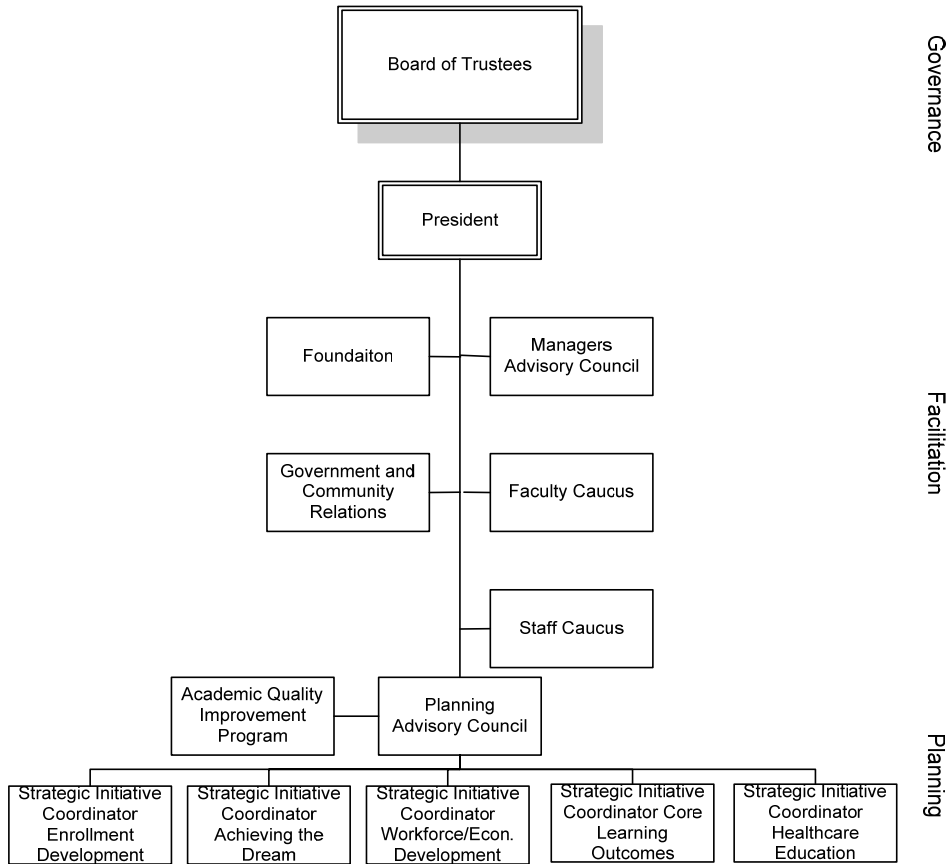 Board of Trustees
Governance
President
Foundaiton
Managers
Advisory Council
Facilitation
Government and
Community
Relations
Faculty Caucus
Staff Caucus
Academic Quality
Improvement
Program
Planning
Advisory Council
Planning
Strategic Initiative
Coordinator
Enrollment
Development
Strategic Initiative
Coordinator
Achieving the
Dream
Strategic Initiative
Coordinator
Workforce/Econ.
Development
Strategic Initiative
Coordinator Core
Learning
Outcomes
Strategic Initiative
Coordinator
Healthcare
Education